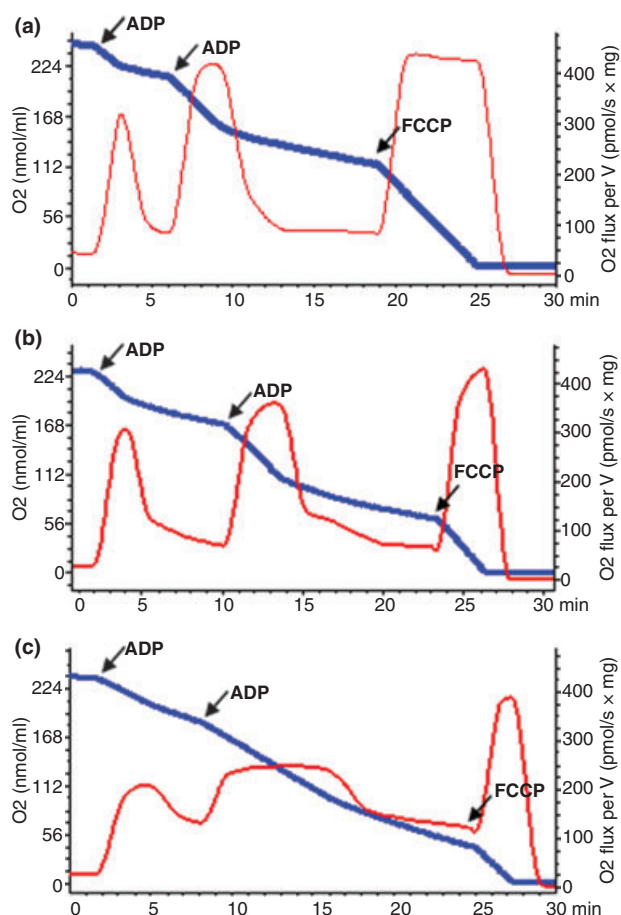 (a)
ADP
ADP
FCCP
O2 (nmol/ml)
224
168
112
56
0
O2 flux per V (pmol/s × mg)
400
300
200
100
0
0 5 10 15 20 25 30 min
(b)
ADP
ADP
FCCP
O2 (nmol/ml)
224
168
112
56
0
O2 flux per V (pmol/s × mg)
400
300
200
100
0
0 5 10 15 20 25 30 min
(c)
ADP
ADP
FCCP
O2 (nmol/ml)
224
168
112
56
0
O2 flux per V (pmol/s × mg)
400
300
200
100
0
0 5 10 15 20 25 30 min